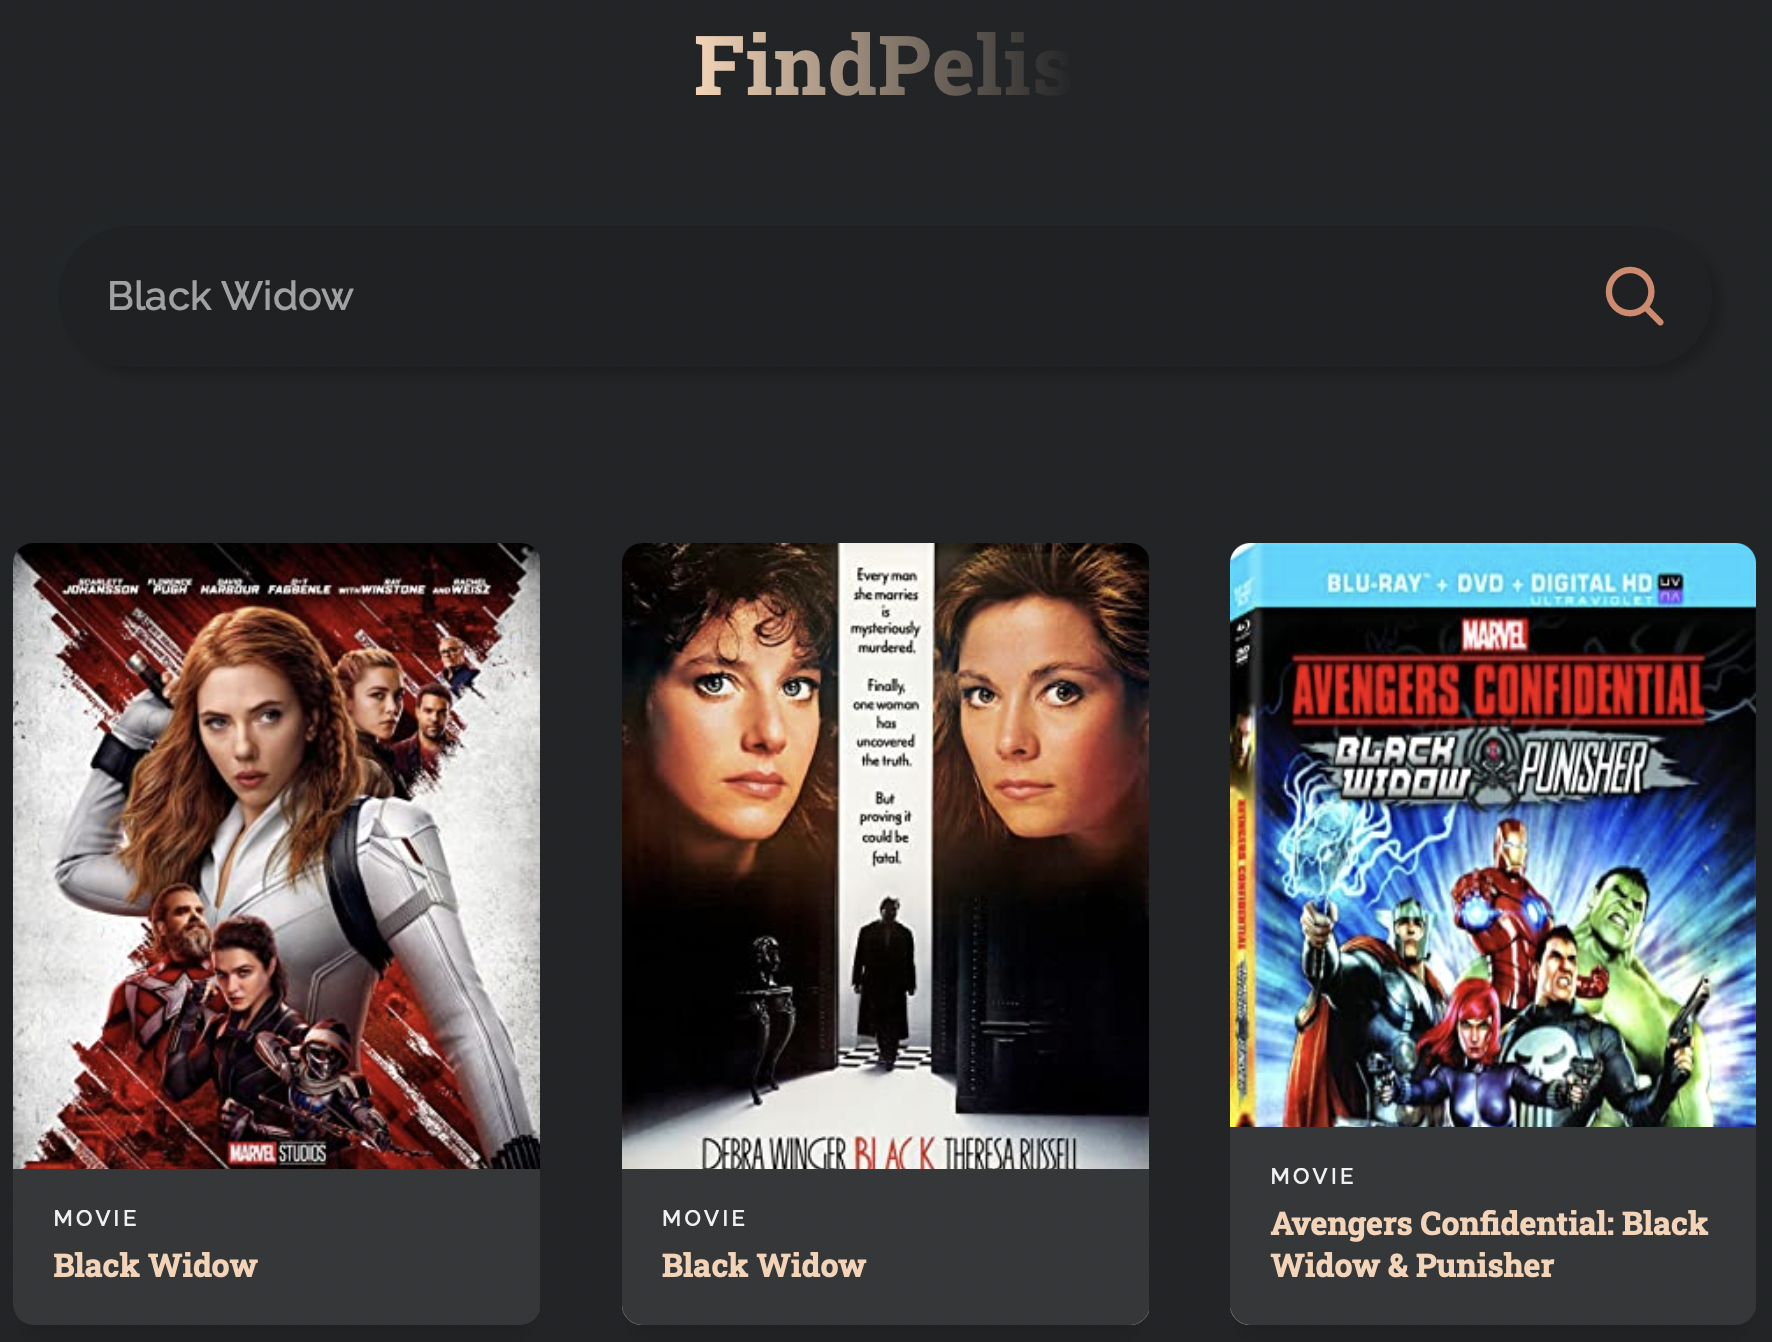 FindPelis
Black Widow
SCARLETT JOHANSSON FLORENCE PUGH DAVID HARBOUR O-T FAGBENLE WITH RAY WINSTONE AND RACHEL WEISZ
MARVEL STUDIOS
MOVIE
Black Widow
Every man
she marries
is
mysteriously
murdered.
Finally,
one woman
has
uncovered
the truth.
But
proving it
could be
fatal.
DEBRA WINGER BLACK THERESA RUSSELL
MOVIE
Black Widow
BLU-RAY™ + DVD + DIGITAL HD UV
ULTRAVIOLET
MARVEL
AVENGERS CONFIDENTIAL
BLACK
WIDOW
PUNISHER
AVENGERS CONFIDENTIAL
MOVIE
Avengers Confidential: Black
Widow & Punisher